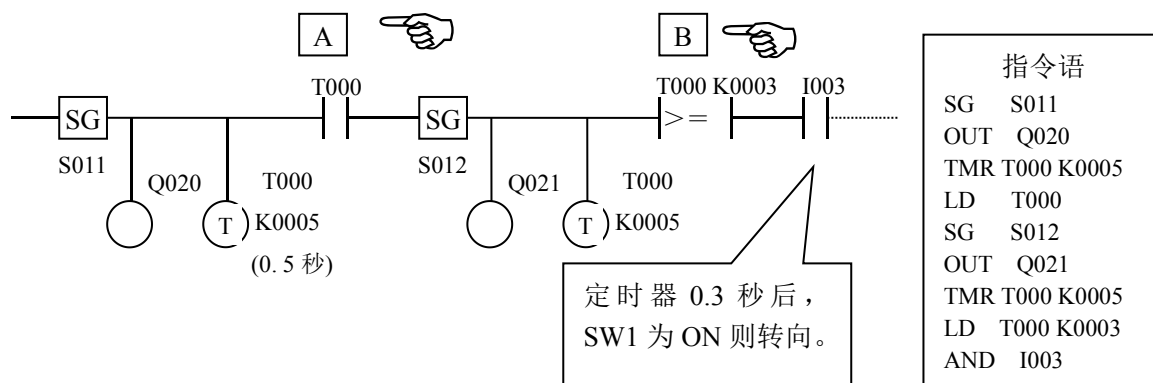 A
B
T000
T000 K0003
I003
SG
SG
>=
S011
S012
Q020
T000
Q021
T000
T
K0005
T
K0005
(0. 5 秒)
定时器 0.3 秒后，
SW1 为 ON 则转向。
指令语
SG S011
OUT Q020
TMR T000 K0005
LD T000
SG S012
OUT Q021
TMR T000 K0005
LD T000 K0003
AND I003